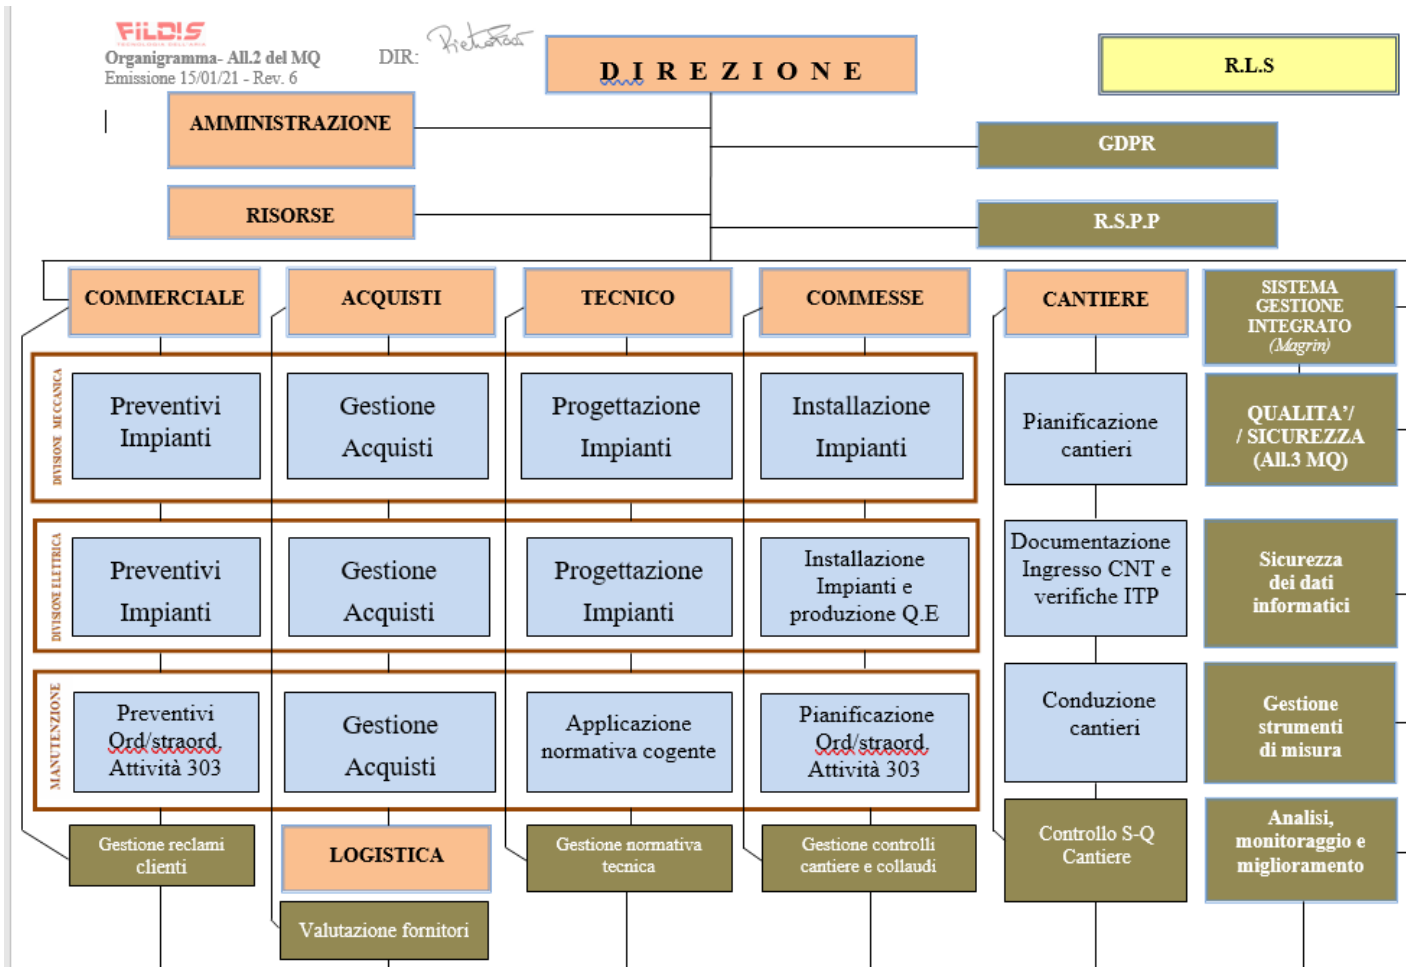 FILDIS
TECNOLOGIA DELL'ARIA
Organigramma- All.2 del MQ
Emissione 15/01/21 - Rev. 6
DIR:
D I R E Z I O N E
R.L.S
AMMINISTRAZIONE
GDPR
RISORSE
R.S.P.P
COMMERCIALE
ACQUISTI
TECNICO
COMMESSE
CANTIERE
SISTEMA
GESTIONE
INTEGRATO
(Magrin)
DIVISIONE MECCANICA
Preventivi
Impianti
Gestione
Acquisti
Progettazione
Impianti
Installazione
Impianti
Pianificazione
cantieri
QUALITA'/
/ SICUREZZA
(All.3 MQ)
DIVISIONE ELETTRICA
Preventivi
Impianti
Gestione
Acquisti
Progettazione
Impianti
Installazione
Impianti e
produzione Q.E
Documentazione
Ingresso CNT e
verifiche ITP
Sicurezza
dei dati
informatici
MANUTENZIONE
Preventivi
Ord/straord.
Attività 303
Gestione
Acquisti
Applicazione
normativa cogente
Pianificazione
Ord/straord.
Attività 303
Conduzione
cantieri
Gestione
strumenti
di misura
Gestione reclami
clienti
LOGISTICA
Gestione normativa
tecnica
Gestione controlli
cantiere e collaudi
Controllo S-Q
Cantiere
Analisi,
monitoraggio e
miglioramento
Valutazione fornitori